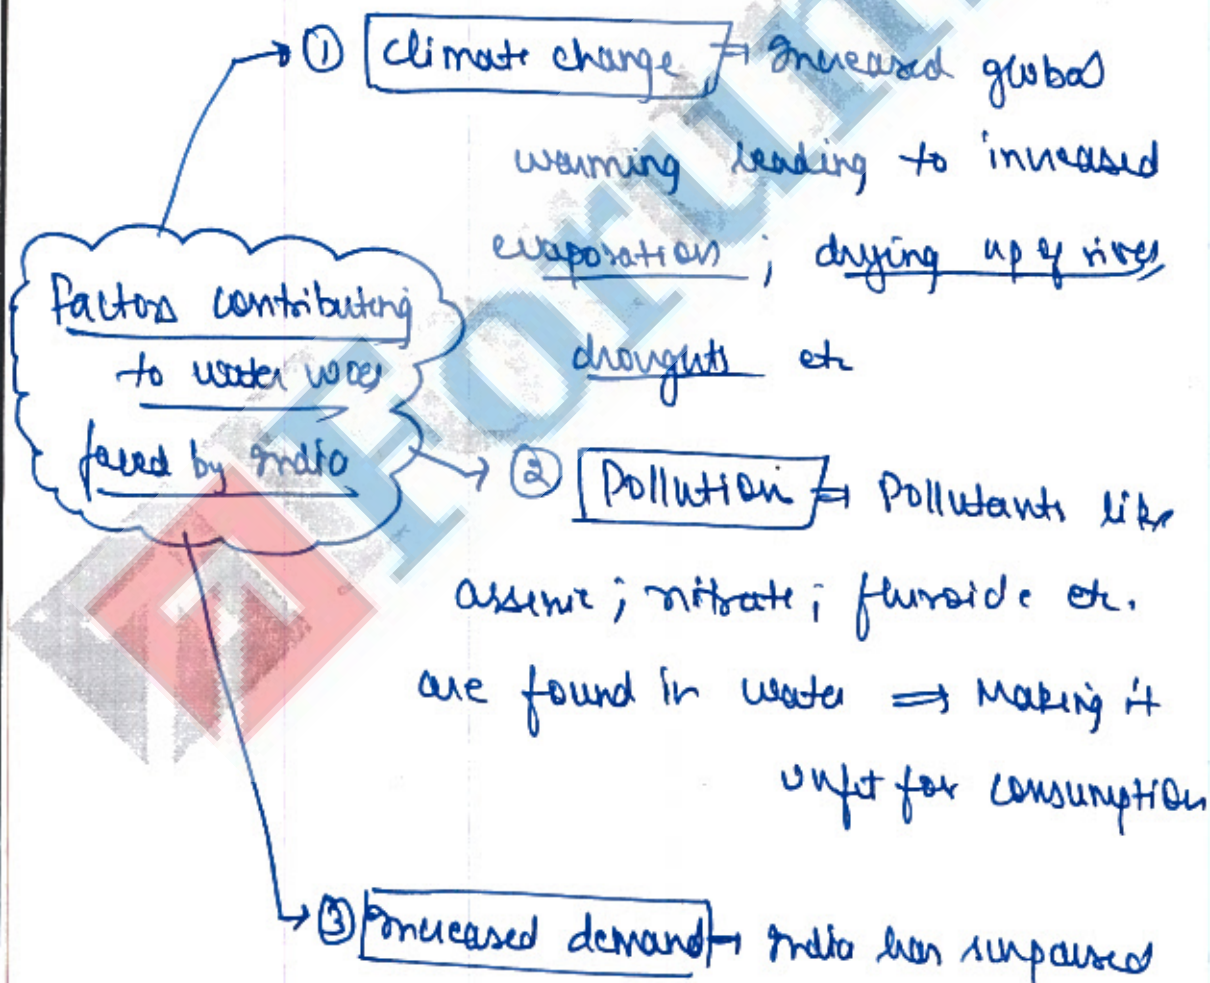 ① Climate change ⇒ Increased global
warming leading to increased
evaporation ; drying up of rivers
droughts etc
Factors contributing
to water woes
faced by India
② Pollution ⇒ Pollutants like
arsenic ; nitrate ; fluroide etc.
are found in water ⇒ Making it
unfit for consumption
③ Increased demand → India has surpassed
Forum